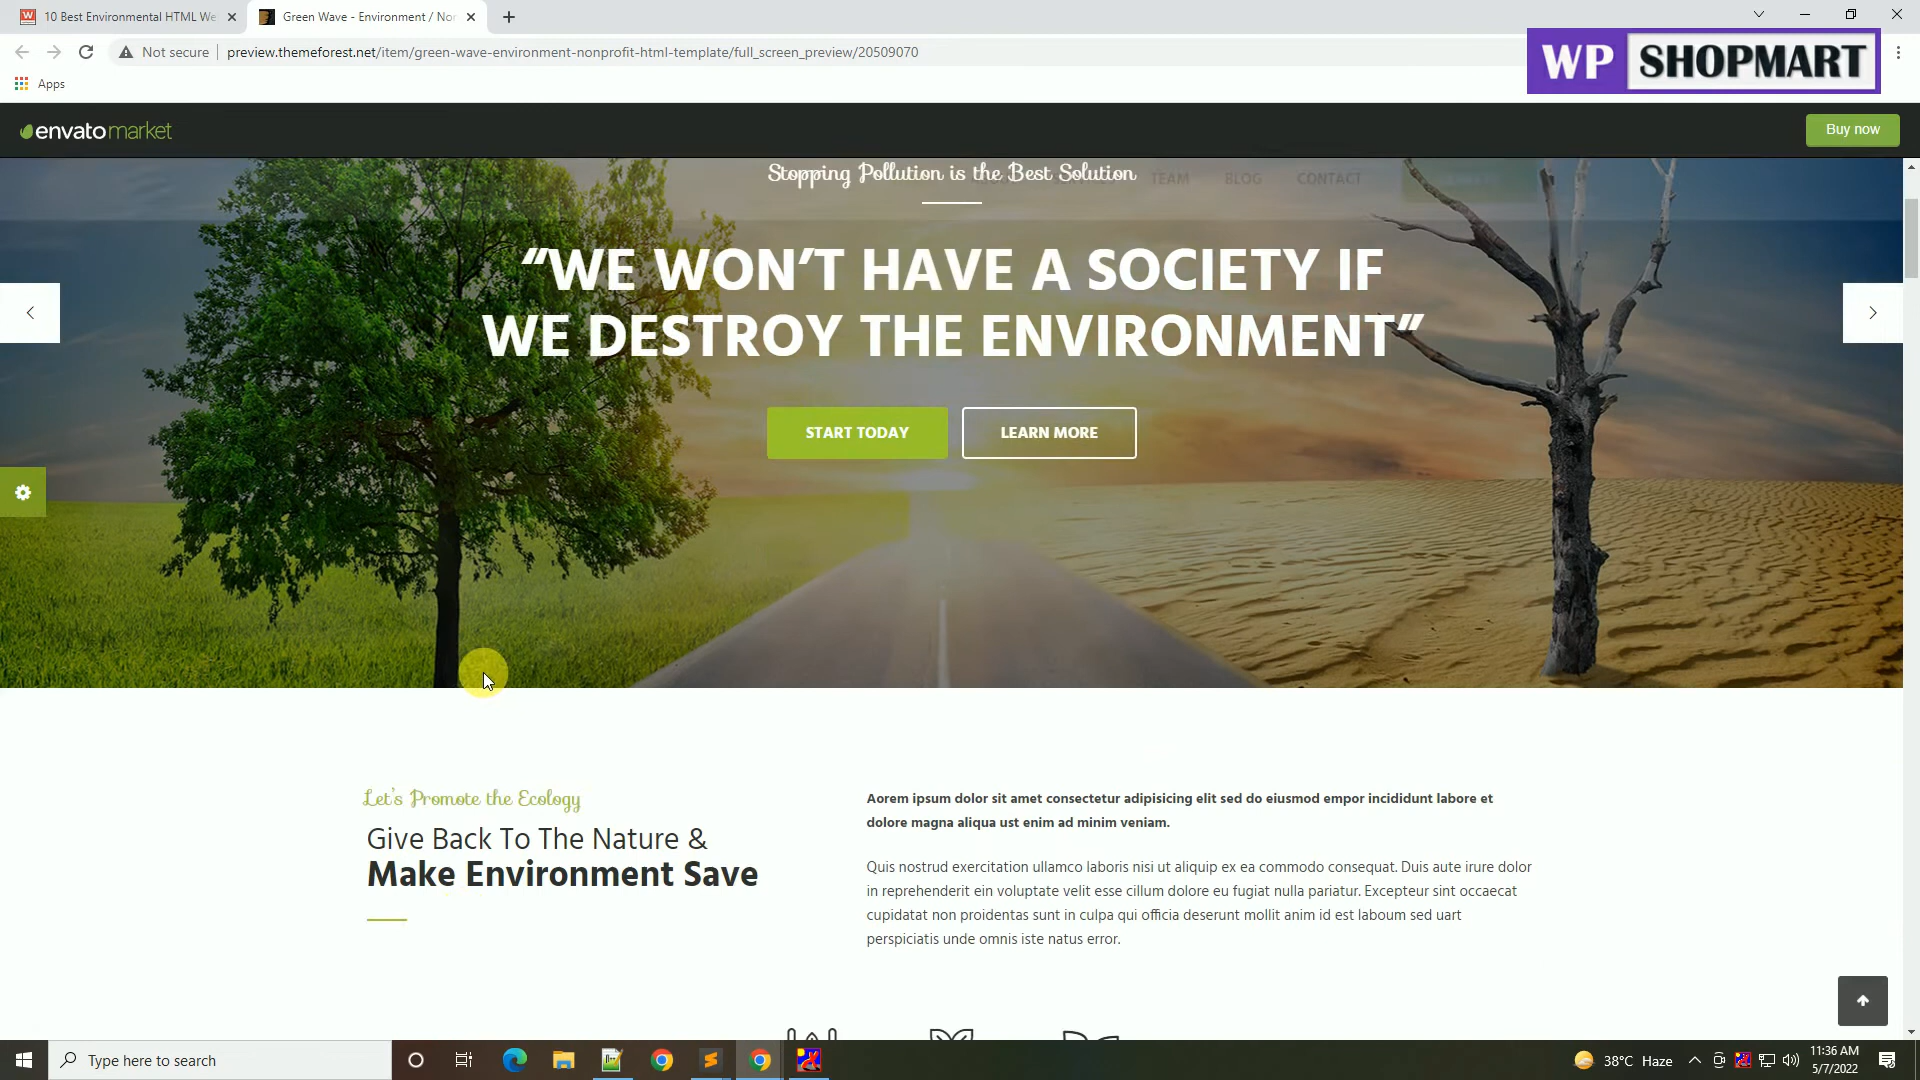 10 Best Environmental HTML We
Green Wave - Environment / Nor
Not secure
preview.themeforest.net/item/green-wave-environment-nonprofit-html-template/full_screen_preview/20509070
WP SHOPMART
Apps
envatomarket
Buy now
Stopping Pollution is the Best Solution
TEAM
BLOG
CONTACT
“WE WON’T HAVE A SOCIETY IF
WE DESTROY THE ENVIRONMENT”
START TODAY
LEARN MORE
Let's Promote the Ecology
Give Back To The Nature &
Make Environment Save
Aorem ipsum dolor sit amet consectetur adipisicing elit sed do eiusmod empor incididunt labore et
dolore magna aliqua ust enim ad minim veniam.
Quis nostrud exercitation ullamco laboris nisi ut aliquip ex ea commodo consequat. Duis aute irure dolor
in reprehenderit ein voluptate velit esse cillum dolore eu fugiat nulla pariatur. Excepteur sint occaecat
cupidatat non proidentas sunt in culpa qui officia deserunt mollit anim id est laboum sed uart
perspiciatis unde omnis iste natus error.
Type here to search
38°C Haze
11:36 AM
5/7/2022